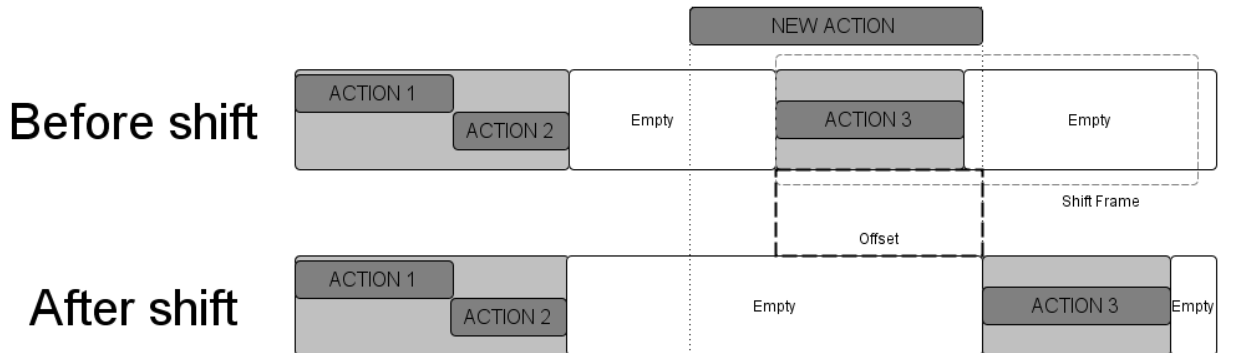 NEW ACTION
Before shift
ACTION 1
ACTION 2
Empty
ACTION 3
Empty
Shift Frame
Offset
After shift
ACTION 1
ACTION 2
Empty
ACTION 3
Empty